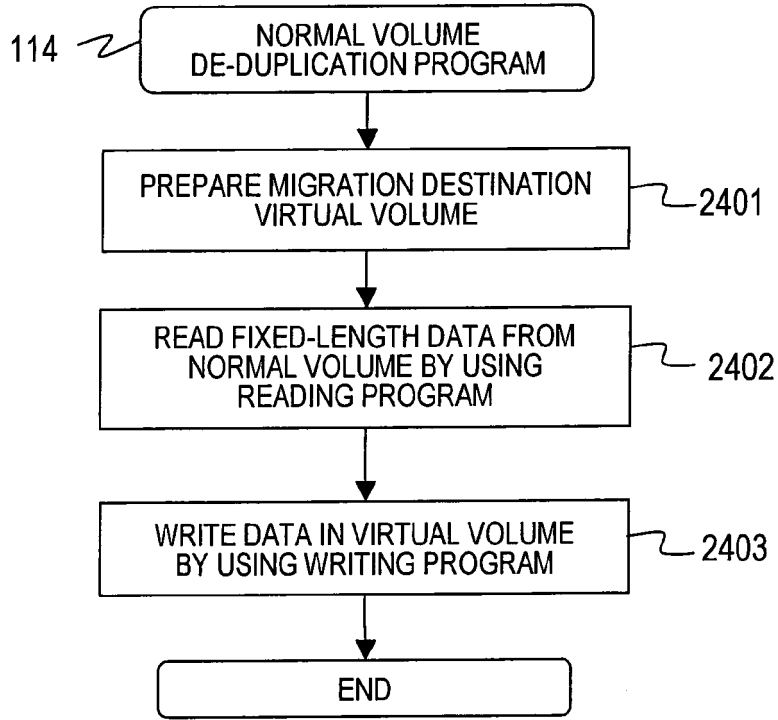 114
NORMAL VOLUME
DE-DUPLICATION PROGRAM
PREPARE MIGRATION DESTINATION
VIRTUAL VOLUME
2401
READ FIXED-LENGTH DATA FROM
NORMAL VOLUME BY USING
READING PROGRAM
2402
WRITE DATA IN VIRTUAL VOLUME
BY USING WRITING PROGRAM
2403
END